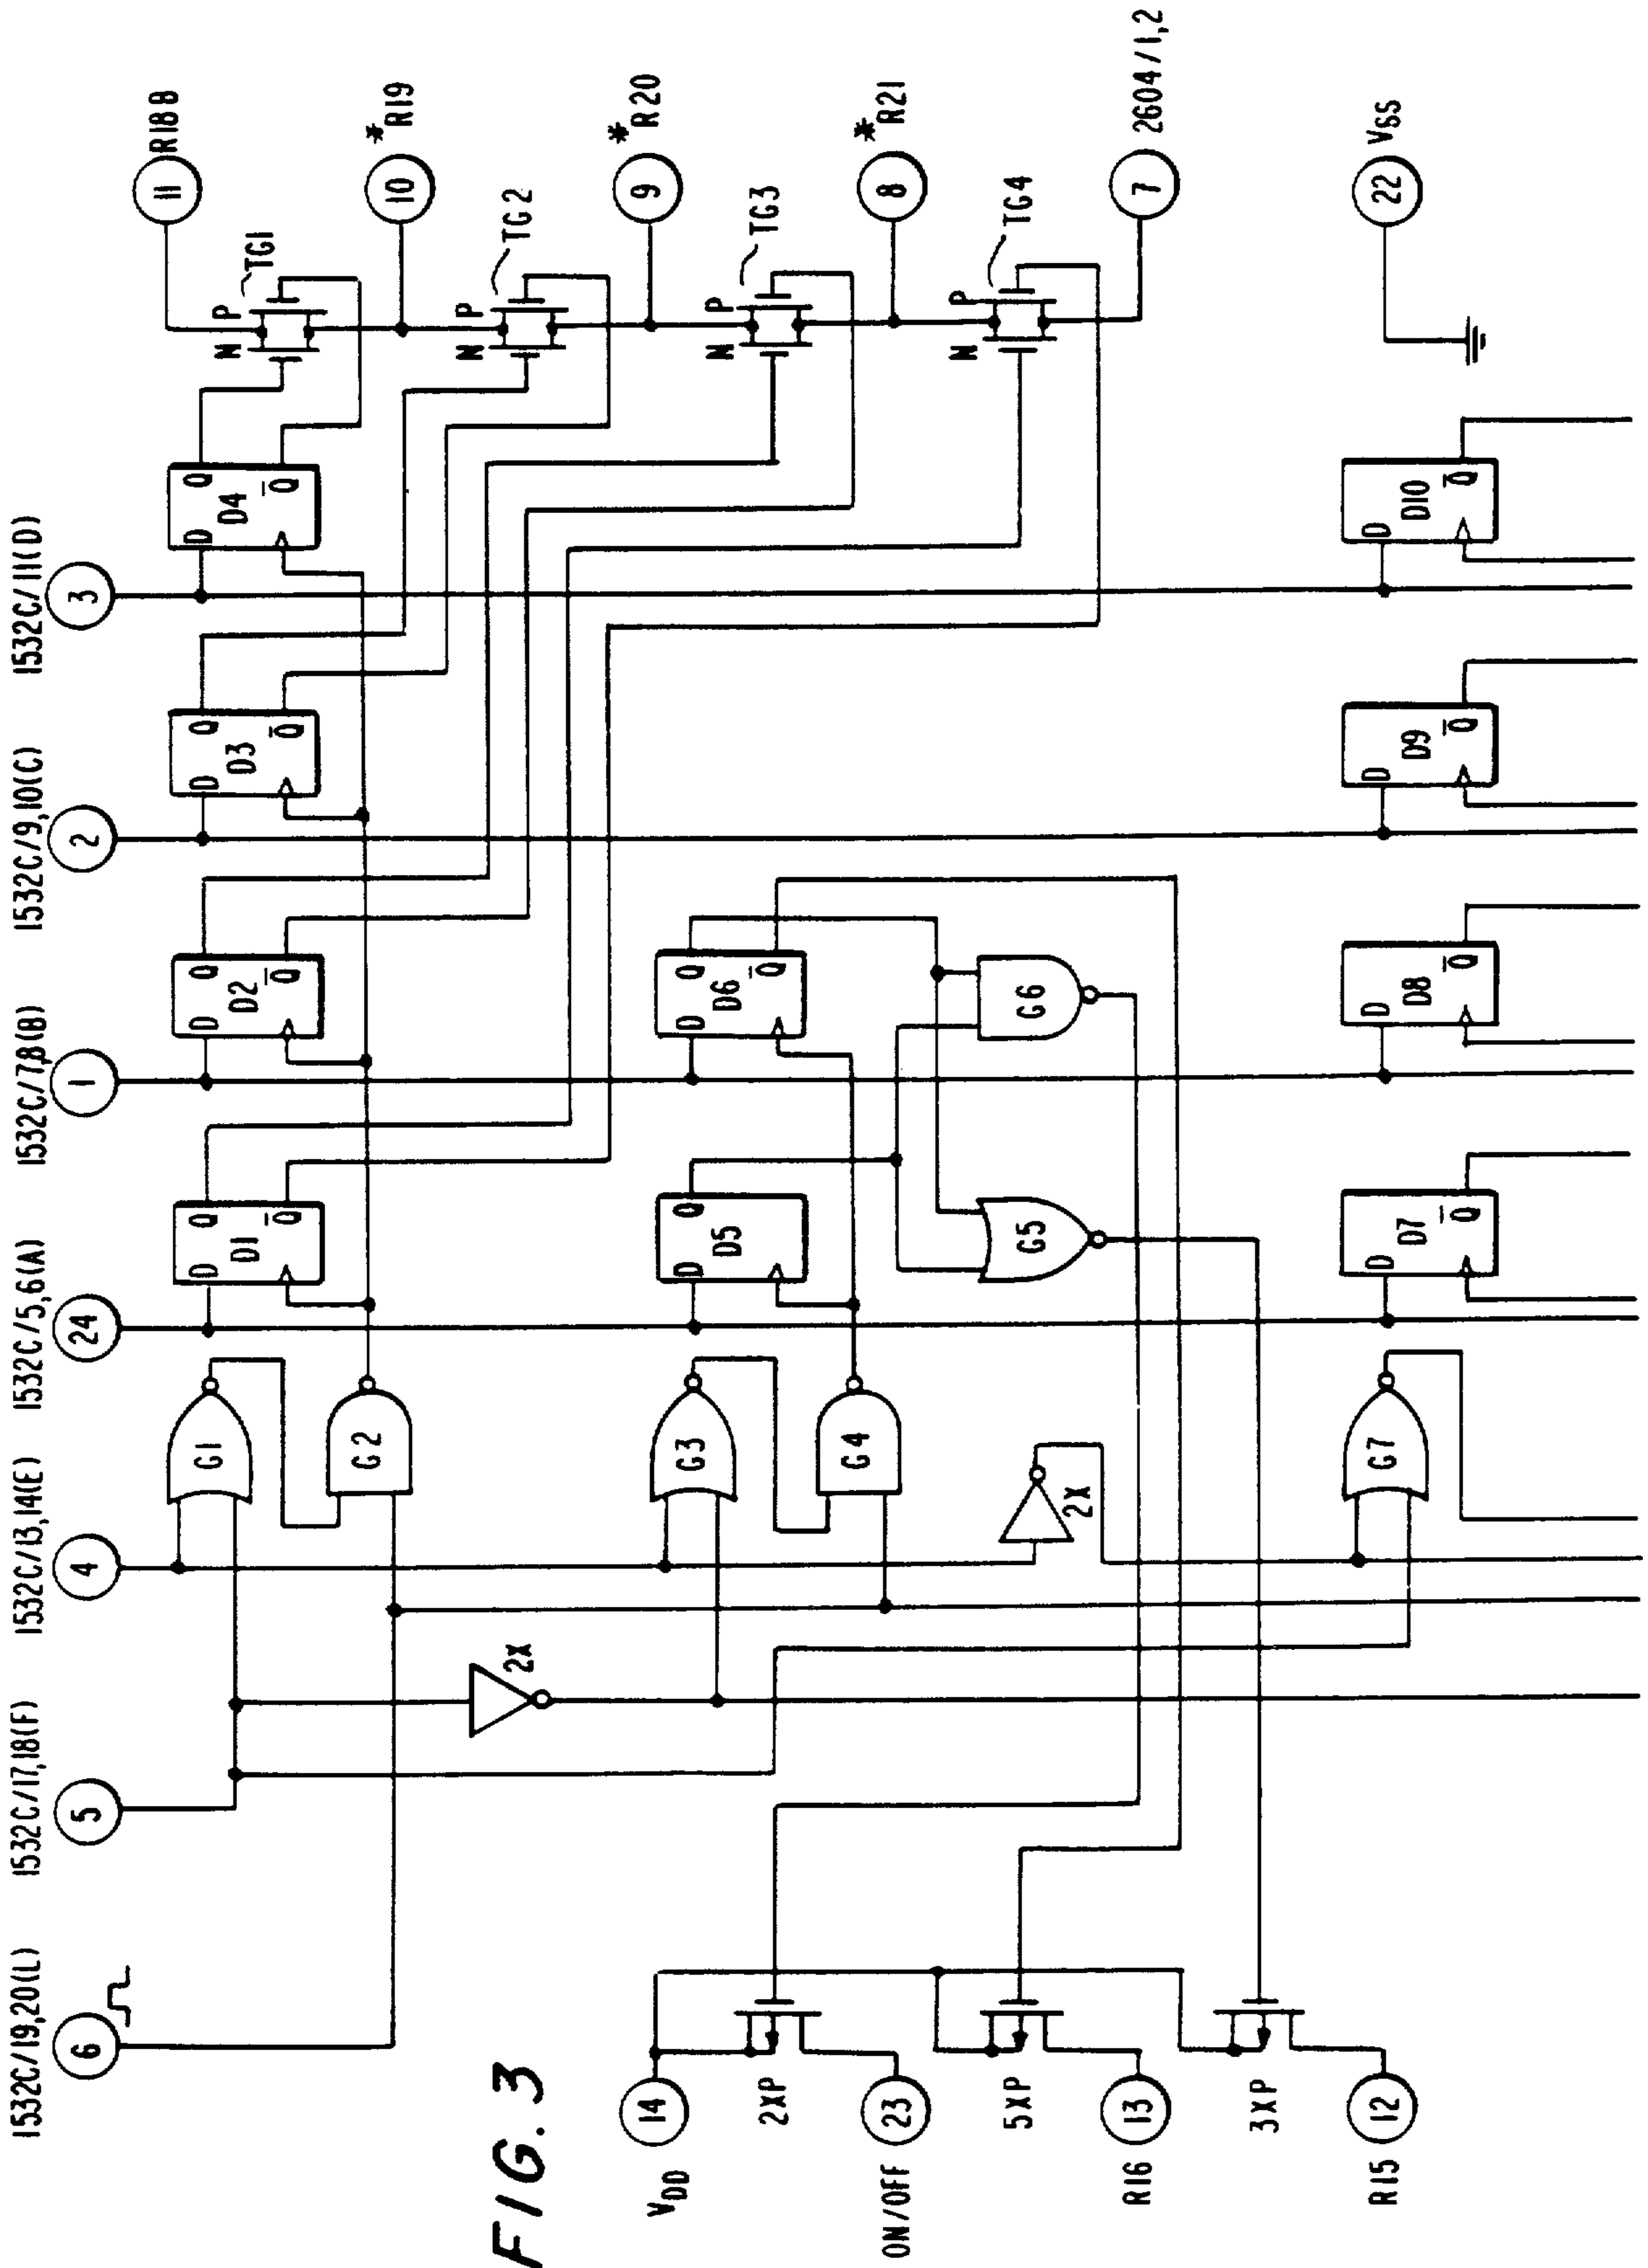 1532C/19,20(L)
1532C/17,18(F)
1532C/13,14(E)
1532C/5,6(A)
1532C/7,8(B)
1532C/9,10(C)
1532C/11(D)
6
5
4
24
1
2
3
11
R18B
G1
D Q
D1
Q
D Q
D2
Q
D Q
D3
Q
D Q
D4
Q
N P
TG1
10
*R19
G2
N P
TG2
2X
9
*R20
G3
D Q
D5
D Q
D6
Q
N P
TG3
8
*R21
G4
N P
TG4
2X
G5
G6
7
2604/1,2
G7
D
D7
Q
D
D8
Q
D
D9
Q
D
D10
Q
22
VSS
FIG. 3
VDD
14
2XP
ON/OFF
23
5XP
R16
13
3XP
R15
12